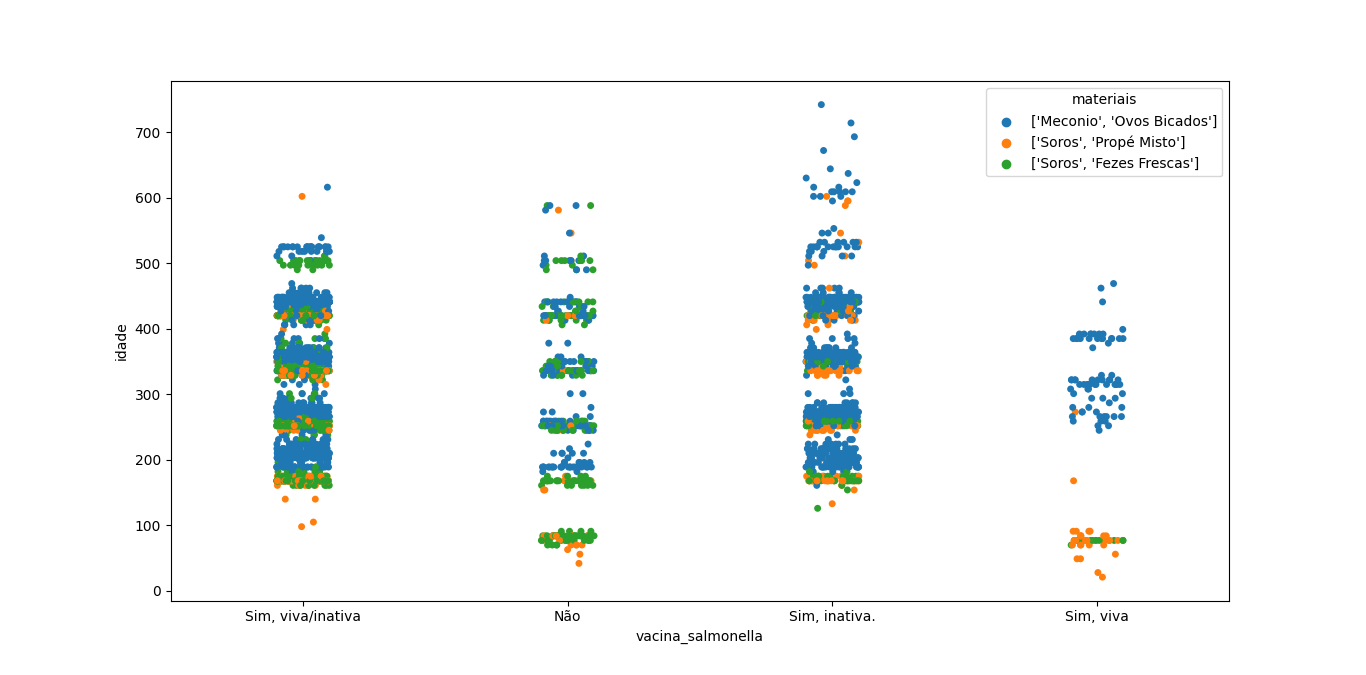 materiais
['Meconio', 'Ovos Bicados']
['Soros', 'Propé Misto']
['Soros', 'Fezes Frescas']
700
600
500
400
300
200
100
0
idade
Sim, viva/inativa
Não
Sim, inativa.
Sim, viva
vacina_salmonella